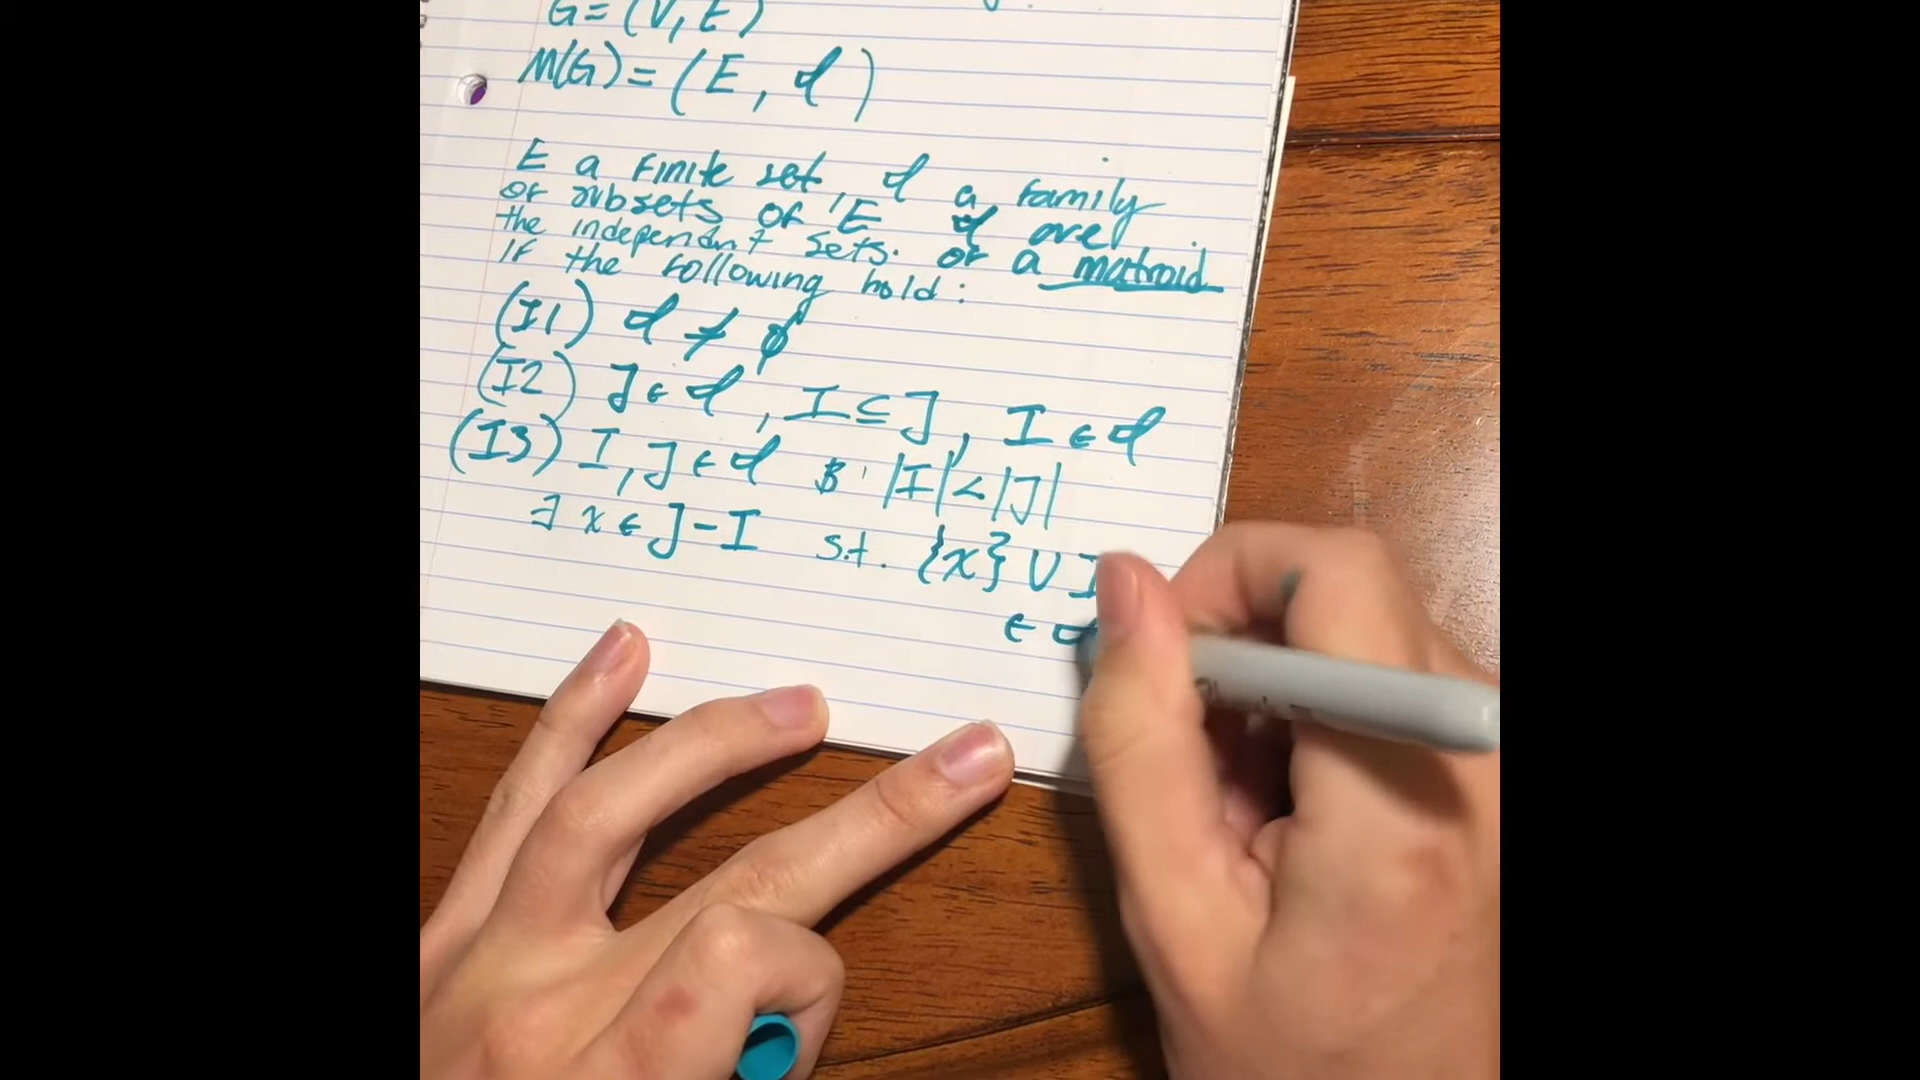 G = (V, E)
M(G) = (E, ℐ)
E a finite set, ℐ a family
of subsets of E ℐ are
the independent sets. of a matroid
if the following hold:
(I1) ℐ ≠ ∅
(I2) J ∈ ℐ, I ⊆ J, I ∈ ℐ
(I3) I, J ∈ ℐ & |I| < |J|
∃ x ∈ J - I s.t. {x} ∪ I
∈ ℐ